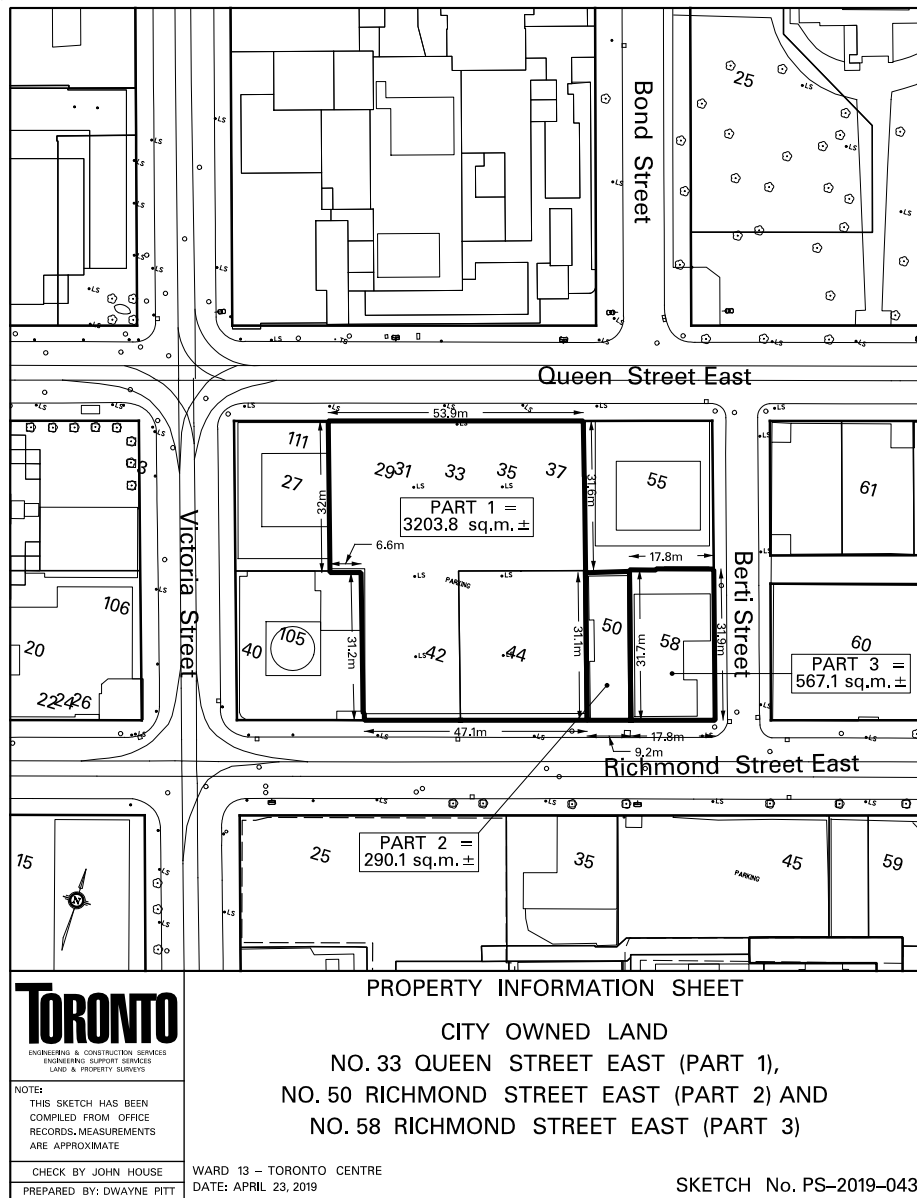 Bond Street
25
Queen Street East
53.9m
111
27
29 31 33 35 37
55
61
3
PART 1 =
3203.8 sq.m. ±
32m
31.6m
6.6m
17.8m
PARKING
Victoria Street
Berti Street
106
20
22 24 26
40
105
31.2m
42
44
31.1m
50
31.7m
58
31.9m
60
PART 3 =
567.1 sq.m. ±
47.1m
17.8m
9.2m
Richmond Street East
PART 2 =
290.1 sq.m. ±
15
25
35
45
59
PARKING
N
TORONTO
ENGINEERING & CONSTRUCTION SERVICES
ENGINEERING SUPPORT SERVICES
LAND & PROPERTY SURVEYS
NOTE:
THIS SKETCH HAS BEEN
COMPILED FROM OFFICE
RECORDS. MEASUREMENTS
ARE APPROXIMATE
CHECK BY JOHN HOUSE
PREPARED BY: DWAYNE PITT
PROPERTY INFORMATION SHEET
CITY OWNED LAND
NO. 33 QUEEN STREET EAST (PART 1),
NO. 50 RICHMOND STREET EAST (PART 2) AND
NO. 58 RICHMOND STREET EAST (PART 3)
WARD 13 – TORONTO CENTRE
DATE: APRIL 23, 2019
SKETCH No. PS–2019–043